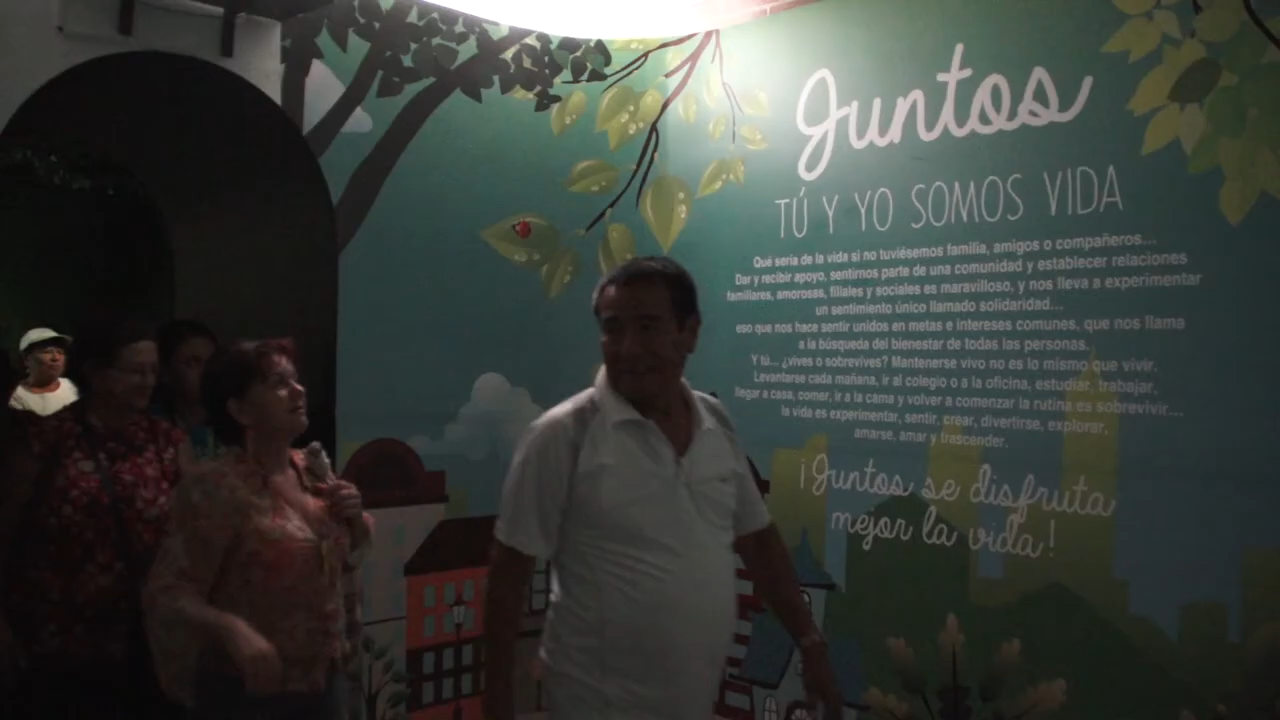 Juntos
TÚ Y YO SOMOS VIDA
Qué sería de la vida si no tuviésemos familia, amigos o compañeros...
Dar y recibir apoyo, sentirnos parte de una comunidad y establecer relaciones
familiares, amorosas, filiales y sociales es maravilloso, y nos lleva a experimentar
un sentimiento único llamado solidaridad...
eso que nos hace sentir unidos en metas e intereses comunes, que nos llama
a la búsqueda del bienestar de todas las personas.
Y tú... ¿vives o sobrevives? Mantenerse vivo no es lo mismo que vivir.
Levantarse cada mañana, ir al colegio o a la oficina, estudiar, trabajar,
llegar a casa, comer, ir a la cama y volver a comenzar la rutina es sobrevivir...
la vida es experimentar, sentir, crear, divertirse, explorar,
amarse, amar y trascender.
¡Juntos se disfruta
mejor la vida!